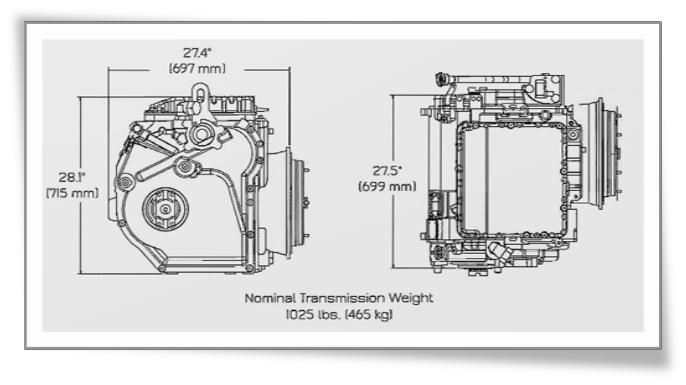 27.4"
(697 mm)
28.1"
(715 mm)
27.5"
(699 mm)
Nominal Transmission Weight
1025 lbs. (465 kg)